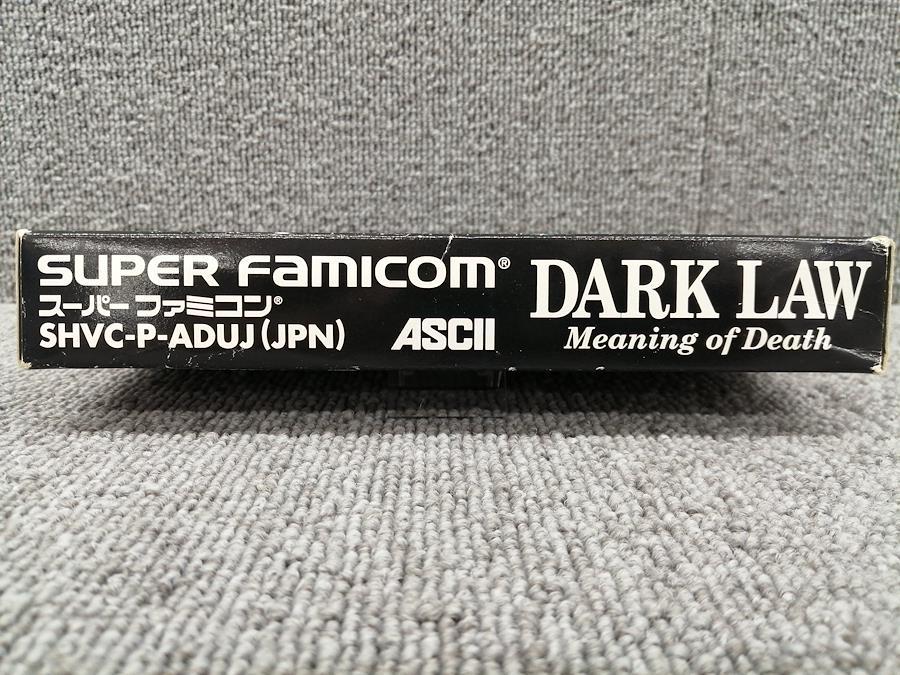 SUPER Famicom®
スーパーファミコン®
SHVC-P-ADUJ (JPN)
ASCII
DARK LAW
Meaning of Death